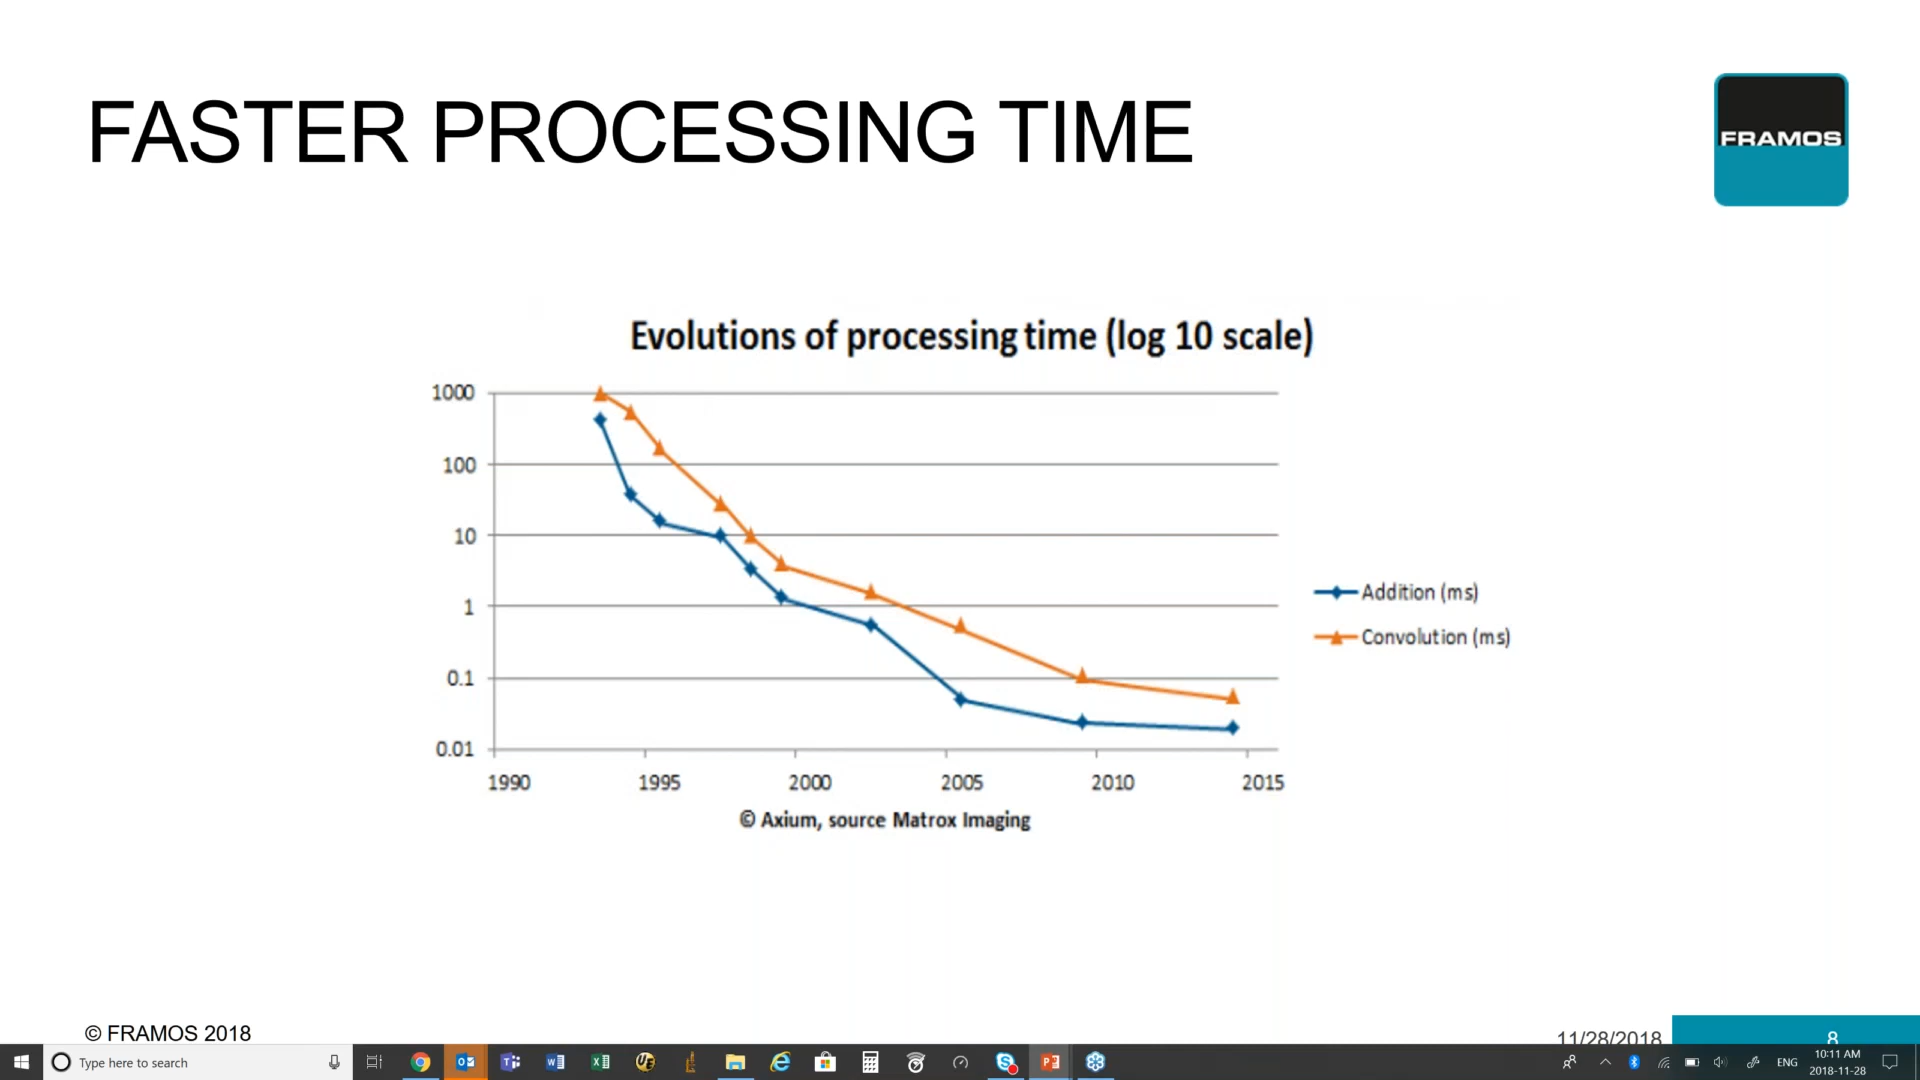 FASTER PROCESSING TIME
FRAMOS
Evolutions of processing time (log 10 scale)
1000
100
10
1
0.1
0.01
Addition (ms)
Convolution (ms)
1990 1995 2000 2005 2010 2015
© Axium, source Matrox Imaging
© FRAMOS 2018
11/28/2018
8
Type here to search
ENG
10:11 AM
2018-11-28